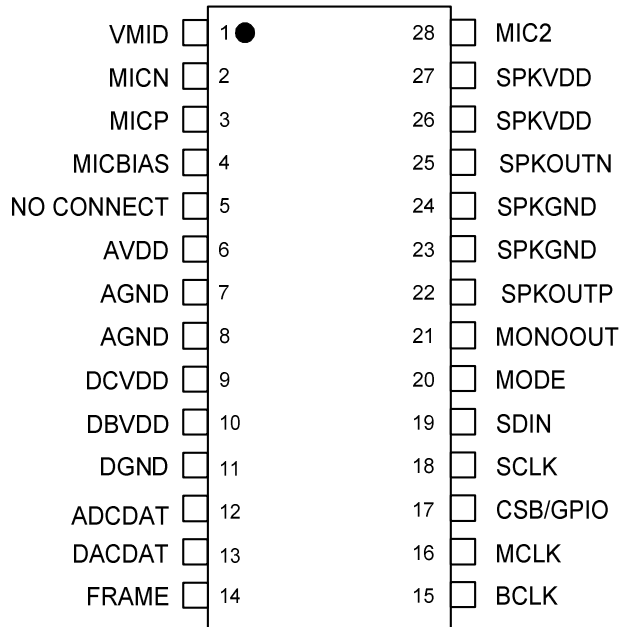 VMID 1 28 MIC2
MICN 2 27 SPKVDD
MICP 3 26 SPKVDD
MICBIAS 4 25 SPKOUTN
NO CONNECT 5 24 SPKGND
AVDD 6 23 SPKGND
AGND 7 22 SPKOUTP
AGND 8 21 MONOOUT
DCVDD 9 20 MODE
DBVDD 10 19 SDIN
DGND 11 18 SCLK
ADCDAT 12 17 CSB/GPIO
DACDAT 13 16 MCLK
FRAME 14 15 BCLK